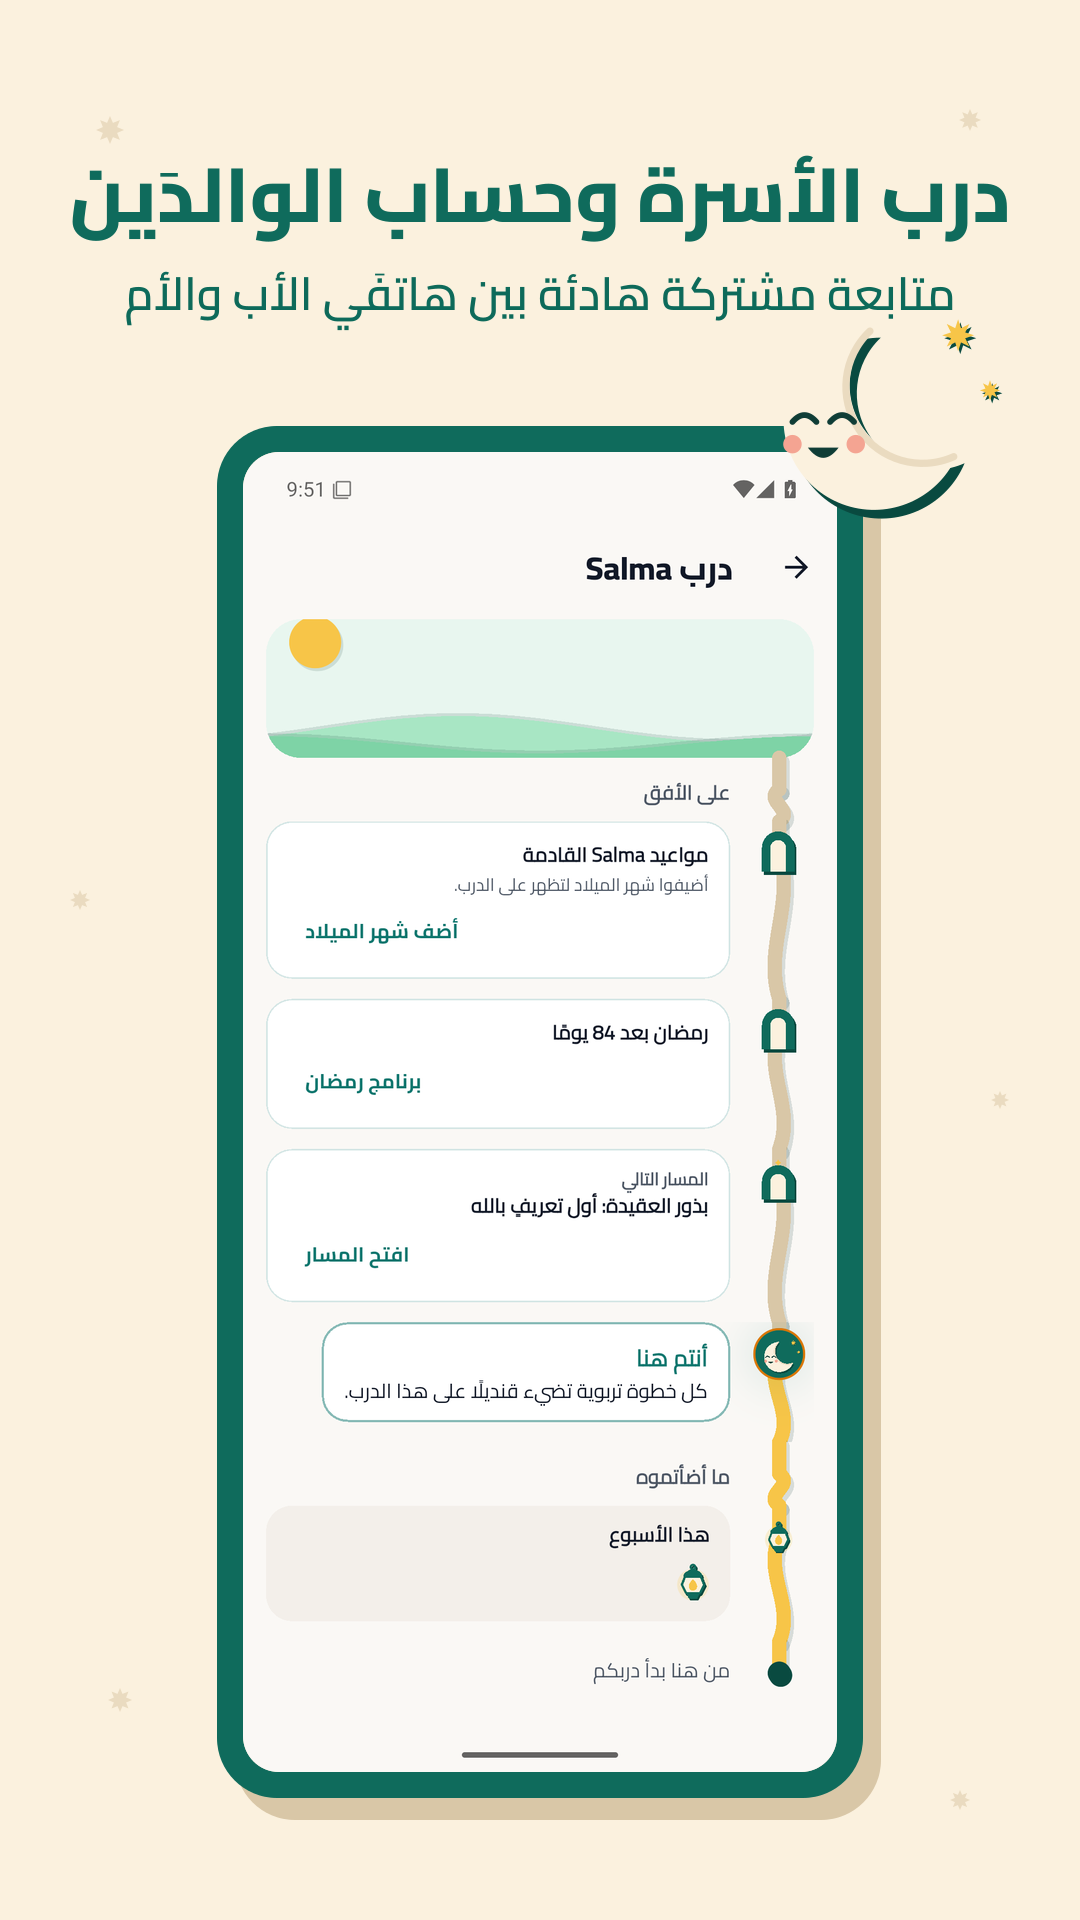 درب الأسرة وحساب الوالدَين
متابعة مشتركة هادئة بين هاتفَي الأب والأم
9:51
درب Salma
على الأفق
مواعيد Salma القادمة
أضيفوا شهر الميلاد لتظهر على الدرب.
أضف شهر الميلاد
رمضان بعد 84 يومًا
برنامج رمضان
المسار التالي
بذور العقيدة: أول تعريفٍ بالله
افتح المسار
أنتم هنا
كل خطوة تربوية تضيء قنديلًا على هذا الدرب.
ما أضأتموه
هذا الأسبوع
من هنا بدأ دربكم